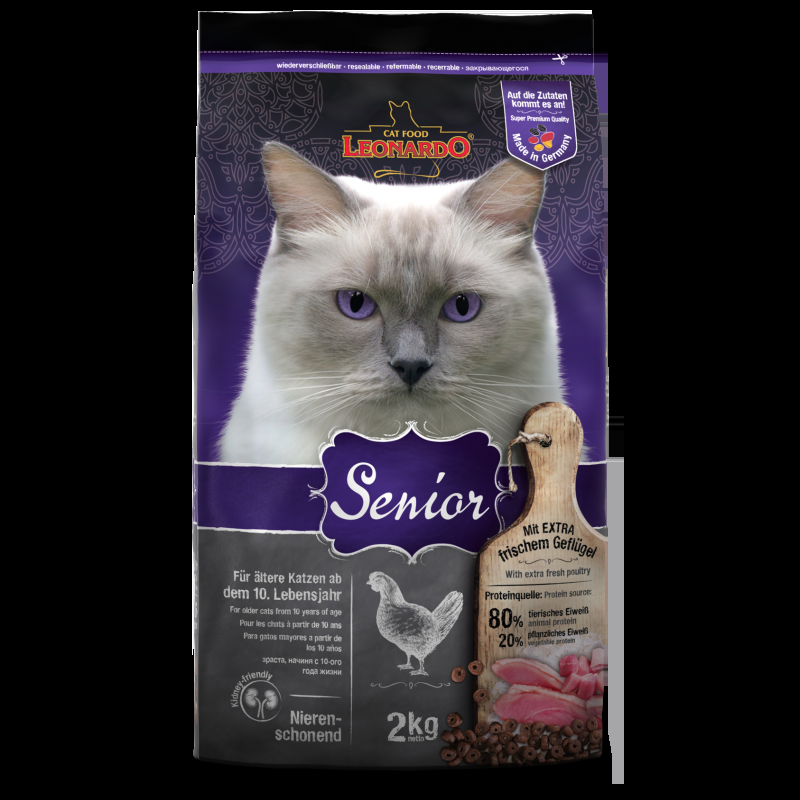 wiederverschließbar · resealable · refermable · recerrable · закрывающегося
Auf die Zutaten
kommt es an!
Super Premium Quality
Made in Germany
CAT FOOD
LEONARDO®
Senior
Mit EXTRA
frischem Geflügel
With extra fresh poultry
Proteinquelle: Protein source:
80% tierisches Eiweiß
animal protein
20% pflanzliches Eiweiß
vegetable protein
Für ältere Katzen ab
dem 10. Lebensjahr
For older cats from 10 years of age
Pour les chats à partir de 10 ans
Para gatos mayores a partir de
los 10 años
зраста, начиня с 10-ого
года жизни
Kidney-friendly
Nieren-
schonend
2kg
netto